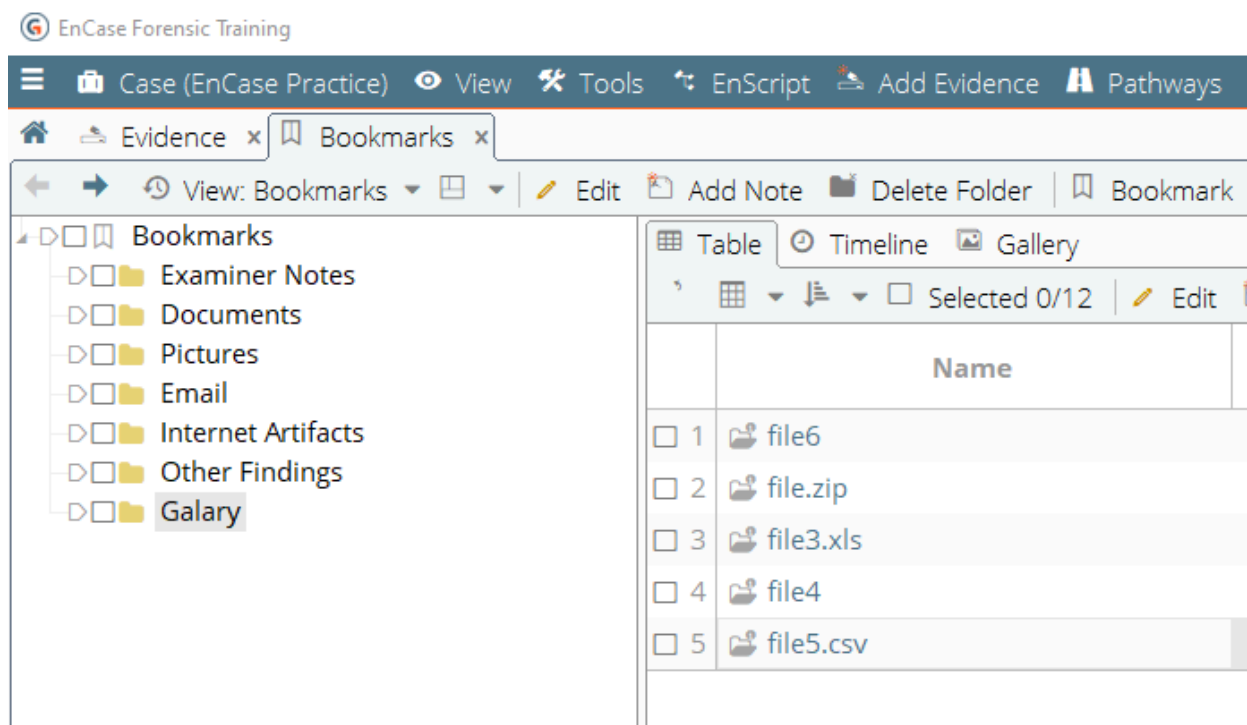 EnCase Forensic Training
Case (EnCase Practice) View Tools EnScript Add Evidence Pathways
Evidence x Bookmarks x
View: Bookmarks Edit Add Note Delete Folder Bookmark
Bookmarks
Examiner Notes
Documents
Pictures
Email
Internet Artifacts
Other Findings
Galary
Table Timeline Gallery
Selected 0/12 Edit
Name
1 file6
2 file.zip
3 file3.xls
4 file4
5 file5.csv